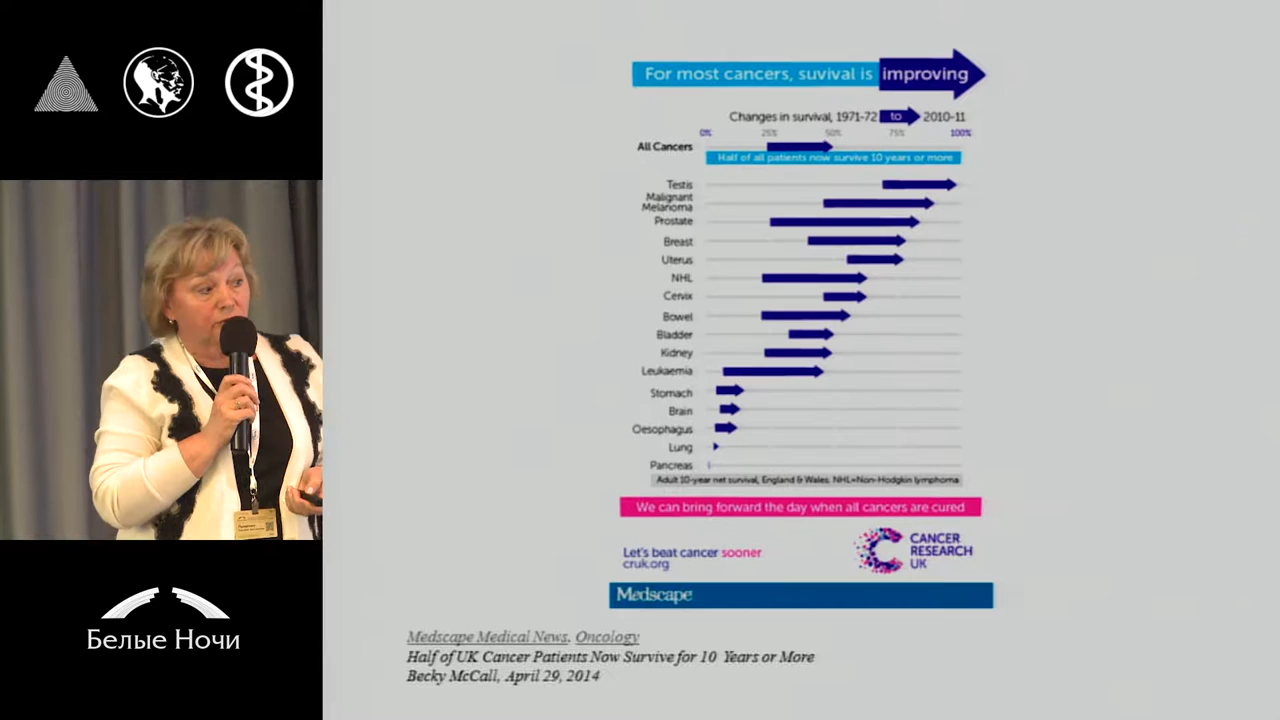 For most cancers, suvival is improving
Changes in survival, 1971-72 to 2010-11
0% 25% 50% 75% 100%
All Cancers
Half of all patients now survive 10 years or more
Testis
Malignant
Melanoma
Prostate
Breast
Uterus
NHL
Cervix
Bowel
Bladder
Kidney
Leukaemia
Stomach
Brain
Oesophagus
Lung
Pancreas
Adult 10-year net survival, England & Wales. NHL=Non-Hodgkin lymphoma
We can bring forward the day when all cancers are cured
Let's beat cancer sooner
cruk.org
CANCER
RESEARCH
UK
Medscape
Medscape Medical News, Oncology
Half of UK Cancer Patients Now Survive for 10 Years or More
Becky McCall, April 29, 2014
Белые Ночи